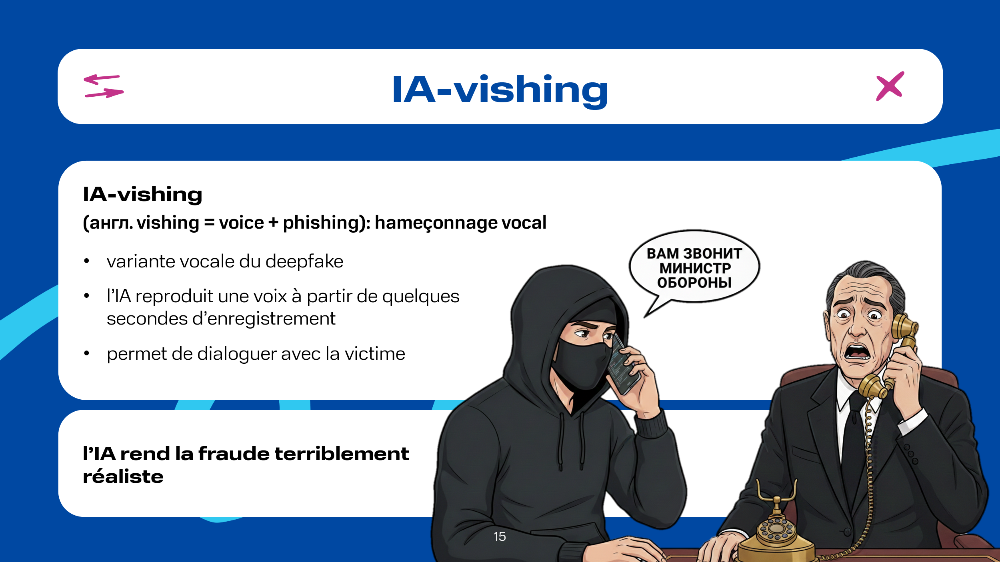 IA-vishing
IA-vishing
(англ. vishing = voice + phishing): hameçonnage vocal
• variante vocale du deepfake
• l’IA reproduit une voix à partir de quelques
secondes d’enregistrement
• permet de dialoguer avec la victime
ВАМ ЗВОНИТ
МИНИСТР
ОБОРОНЫ
l’IA rend la fraude terriblement
réaliste
15